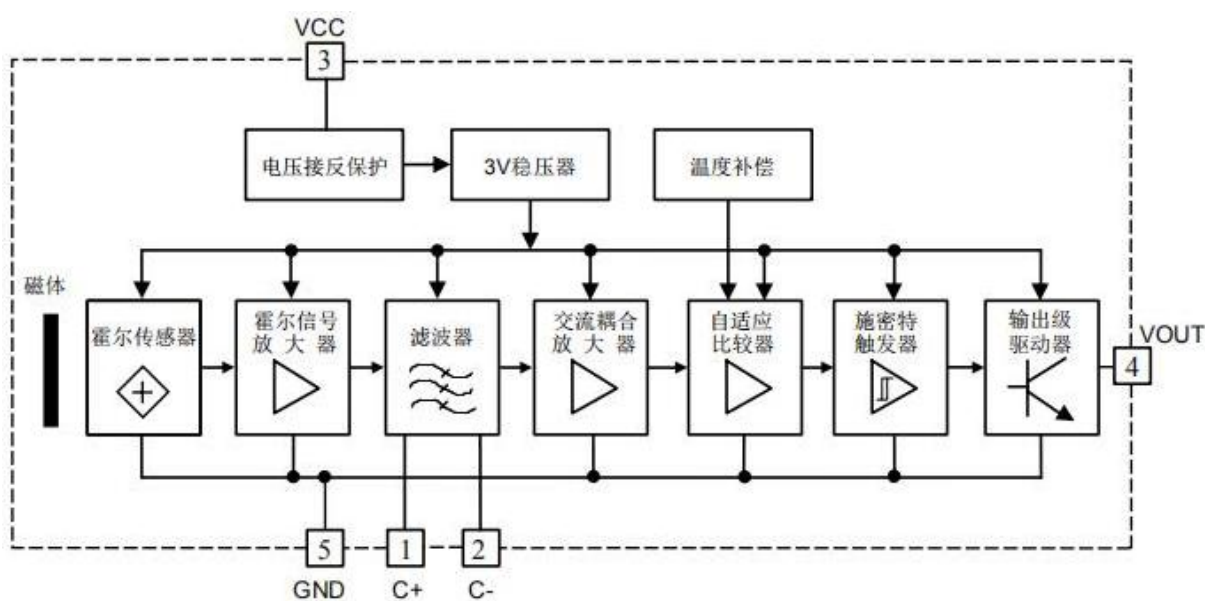 VCC
3
电压接反保护
3V稳压器
温度补偿
磁体
霍尔传感器
霍尔信号
放大器
滤波器
交流耦合
放大器
自适应
比较器
施密特
触发器
输出级
驱动器
VOUT
4
5
1
2
GND
C+
C-